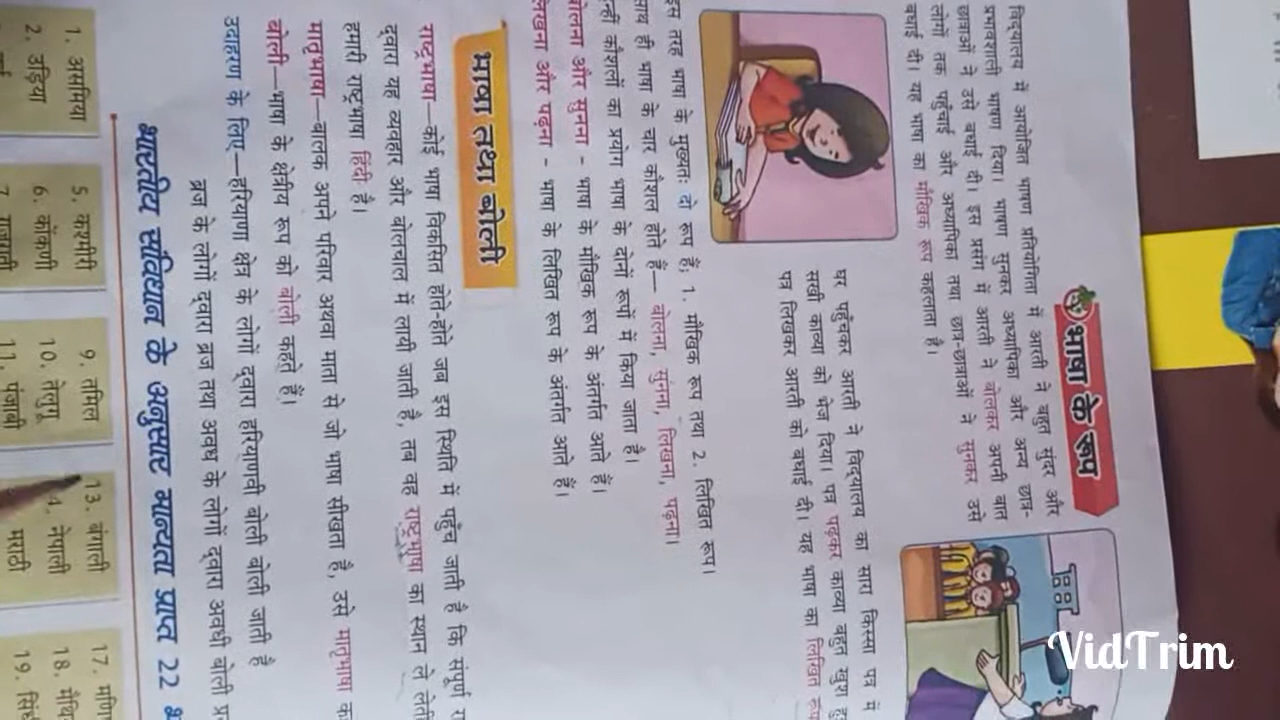 भाषा के रूप
विद्यालय में आयोजित भाषण प्रतियोगिता में आरती ने बहुत सुंदर और
प्रभावशाली भाषण दिया। भाषण सुनकर अध्यापिका और अन्य छात्र-
छात्राओं ने उसे बधाई दी। इस प्रसंग में आरती ने बोलकर अपनी बात
लोगों तक पहुँचाई और अध्यापिका तथा छात्र-छात्राओं ने सुनकर उसे
बधाई दी। यह भाषा का मौखिक रूप कहलाता है।
घर पहुँचकर आरती ने विद्यालय का सारा किस्सा पत्र में
सखी काव्या को भेज दिया। पत्र पढ़कर काव्या बहुत खुश
पत्र लिखकर आरती को बधाई दी। यह भाषा का लिखित रूप
इस तरह भाषा के मुख्यतः दो रूप हैं, 1. मौखिक रूप तथा 2. लिखित रूप।
साथ ही भाषा के चार कौशल होते हैं— बोलना, सुनना, लिखना, पढ़ना।
इन्हीं कौशलों का प्रयोग भाषा के दोनों रूपों में किया जाता है।
बोलना और सुनना - भाषा के मौखिक रूप के अंतर्गत आते हैं।
लिखना और पढ़ना - भाषा के लिखित रूप के अंतर्गत आते हैं।
भाषा तथा बोली
राष्ट्रभाषा—कोई भाषा विकसित होते-होते जब इस स्थिति में पहुँच जाती है कि संपूर्ण
द्वारा वह व्यवहार और बोलचाल में लायी जाती है, तब वह राष्ट्रभाषा का स्थान ले लेती
हमारी राष्ट्रभाषा हिंदी है।
मातृभाषा—बालक अपने परिवार अथवा माता से जो भाषा सीखता है, उसे मातृभाषा
बोली—भाषा के क्षेत्रीय रूप को बोली कहते हैं।
उदाहरण के लिए—हरियाणा क्षेत्र के लोगों द्वारा हरियाणवी बोली बोली जाती है
ब्रज के लोगों द्वारा ब्रज तथा अवध के लोगों द्वारा अवधी बोली
भारतीय संविधान के अनुसार मान्यता प्राप्त 22
1. असमिया 5. कश्मीरी 9. तमिल 13. बंगाली 17. मणि
2. उड़िया 6. कोंकणी 10. तेलुगू 4. नेपाली 18. मैथि
7. गुजराती 11. पंजाबी मराठी 19. सिं
VidTrim